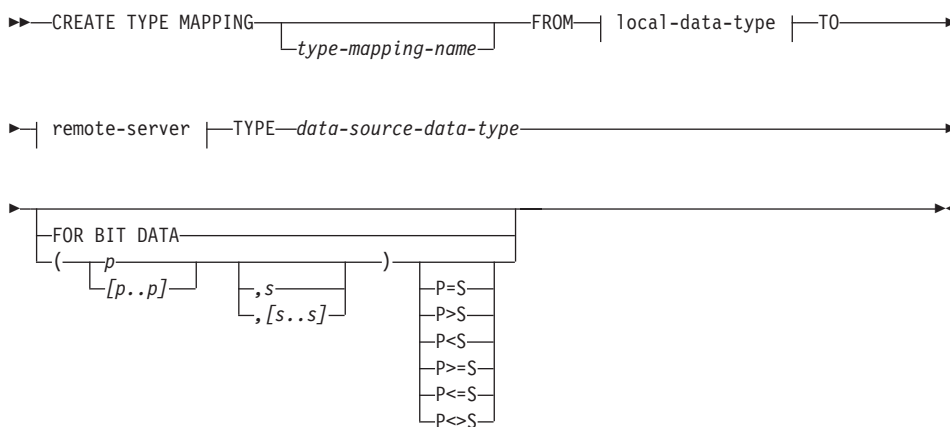 CREATE TYPE MAPPING FROM local-data-type TO
type-mapping-name
remote-server TYPE data-source-data-type
FOR BIT DATA
( p )
[p..p] ,s P=S
,[s..s] P>S
P<S
P>=S
P<=S
P<>S